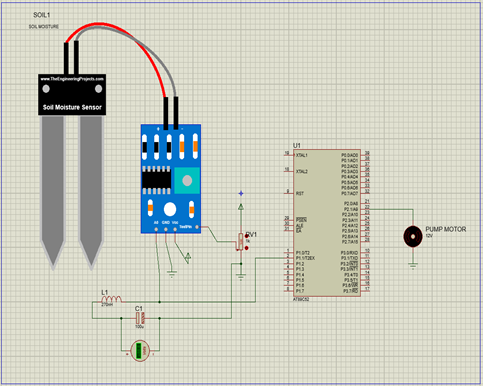 SOIL1
SOIL MOISTURE
www.TheEngineeringProjects.com
Soil Moisture Sensor
A0 GND Vcc
TestPin
RV1
1k
L1
270nH
C1
100u
U1
19 XTAL1
18 XTAL2
9 RST
29 PSEN
30 ALE
31 EA
1 P1.0/T2
2 P1.1/T2EX
3 P1.2
4 P1.3
5 P1.4
6 P1.5
7 P1.6
8 P1.7
AT89C52
P0.0/AD0 39
P0.1/AD1 38
P0.2/AD2 37
P0.3/AD3 36
P0.4/AD4 35
P0.5/AD5 34
P0.6/AD6 33
P0.7/AD7 32
P2.0/A8 21
P2.1/A9 22
P2.2/A10 23
P2.3/A11 24
P2.4/A12 25
P2.5/A13 26
P2.6/A14 27
P2.7/A15 28
P3.0/RXD 10
P3.1/TXD 11
P3.2/INT0 12
P3.3/INT1 13
P3.4/T0 14
P3.5/T1 15
P3.6/WR 16
P3.7/RD 17
PUMP MOTOR
12V